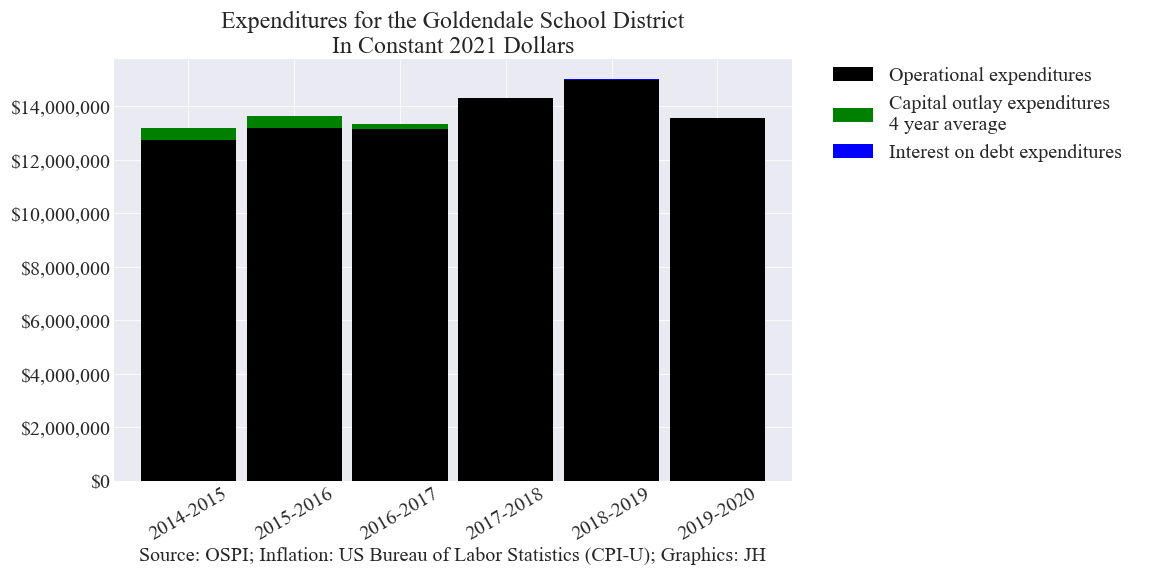 Expenditures for the Goldendale School District
In Constant 2021 Dollars
$14,000,000
$12,000,000
$10,000,000
$8,000,000
$6,000,000
$4,000,000
$2,000,000
$0
2014-2015
2015-2016
2016-2017
2017-2018
2018-2019
2019-2020
Source: OSPI; Inflation: US Bureau of Labor Statistics (CPI-U); Graphics: JH
Operational expenditures
Capital outlay expenditures
4 year average
Interest on debt expenditures